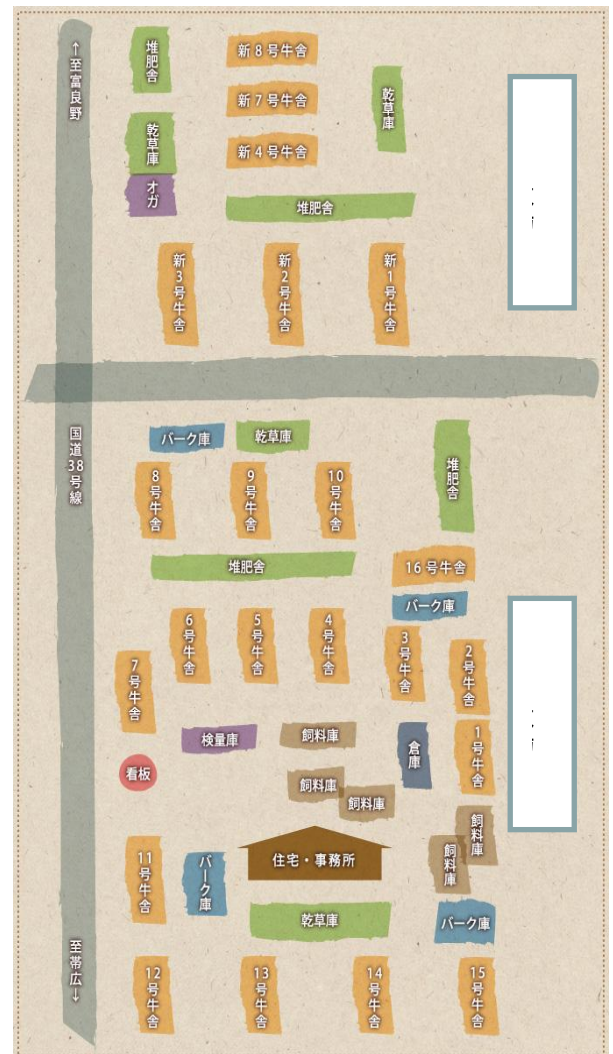 ↑至富良野
堆肥舎
新8号牛舎
新7号牛舎
乾草庫
乾草庫
新4号牛舎
オガ
堆肥舎
新3号牛舎
新2号牛舎
新1号牛舎
国道38号線
バーク庫
乾草庫
堆肥舎
8号牛舎
9号牛舎
10号牛舎
堆肥舎
16号牛舎
バーク庫
6号牛舎
5号牛舎
4号牛舎
3号牛舎
2号牛舎
7号牛舎
検量庫
飼料庫
倉庫
1号牛舎
看板
飼料庫
飼料庫
飼料庫
飼料庫
11号牛舎
バーク庫
住宅・事務所
乾草庫
バーク庫
至帯広↓
12号牛舎
13号牛舎
14号牛舎
15号牛舎